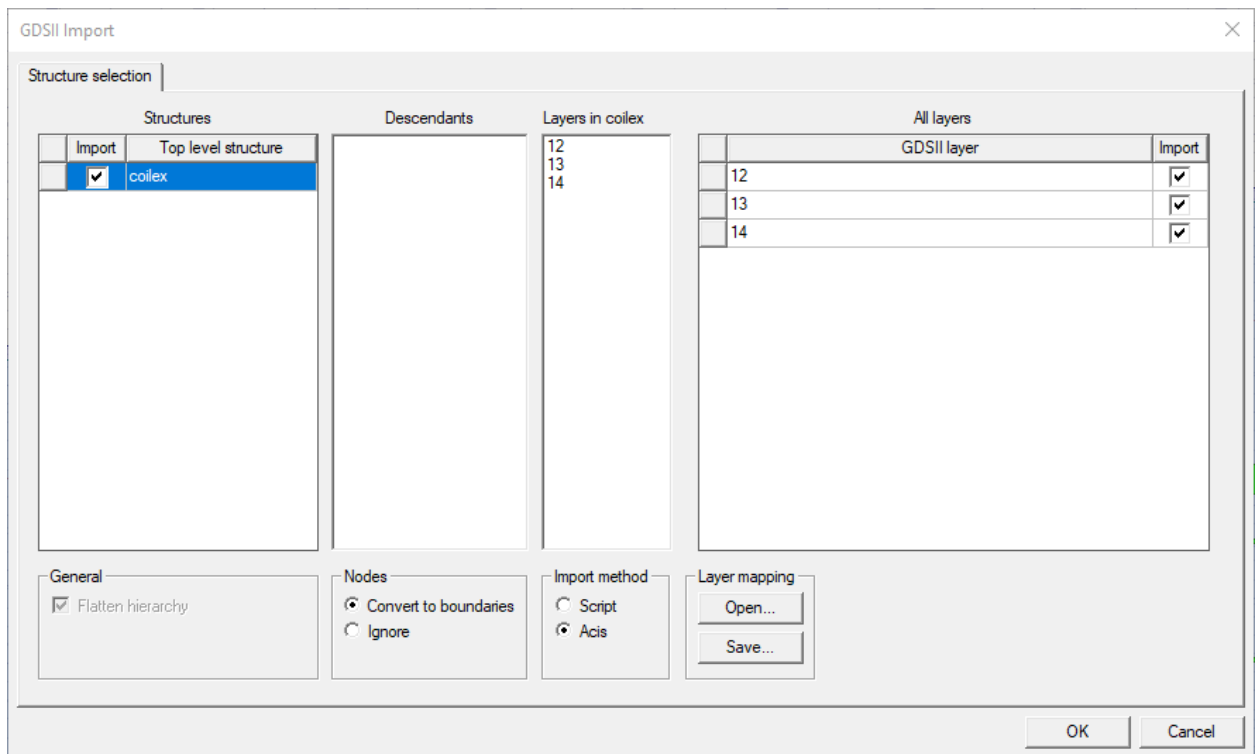 GDSII Import
Structure selection
Structures
Descendants
Layers in coilex
All layers
Import
Top level structure
coilex
12
13
14
GDSII layer
Import
12
13
14
General
Flatten hierarchy
Nodes
Convert to boundaries
Ignore
Import method
Script
Acis
Layer mapping
Open...
Save...
OK
Cancel